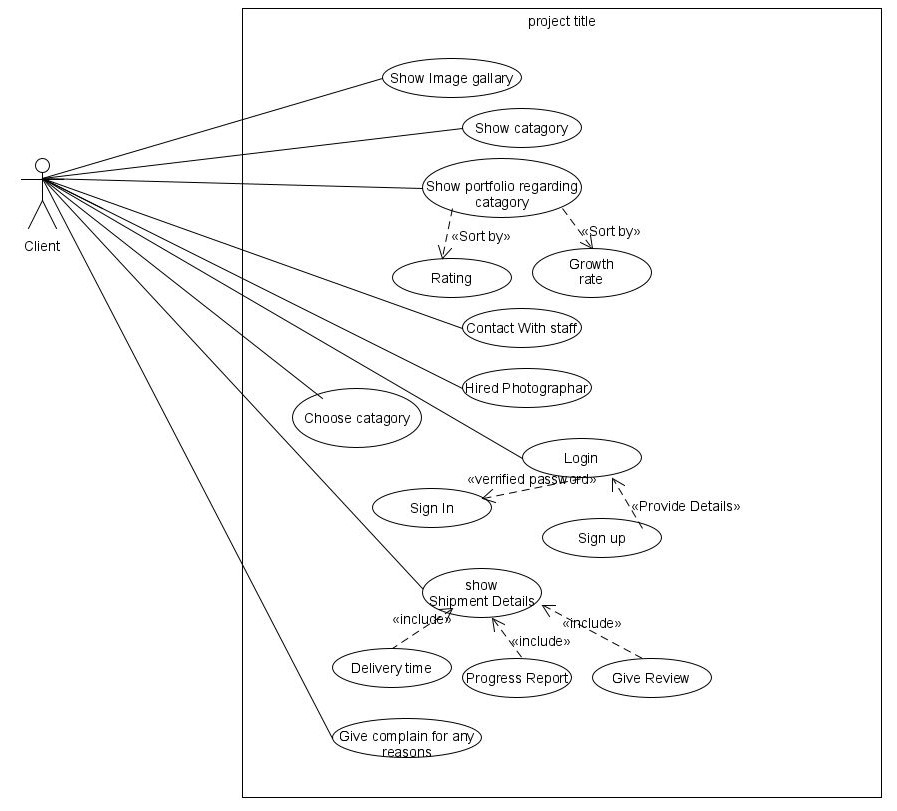 project title
Show Image gallary
Show catagory
Show portfolio regarding
catagory
«Sort by»
«Sort by»
Rating
Growth
rate
Client
Contact With staff
Hired Photographar
Choose catagory
Login
«verrified password»
Sign In
«Provide Details»
Sign up
show
Shipment Details
«include»
«include»
«include»
Delivery time
Progress Report
Give Review
Give complain for any
reasons